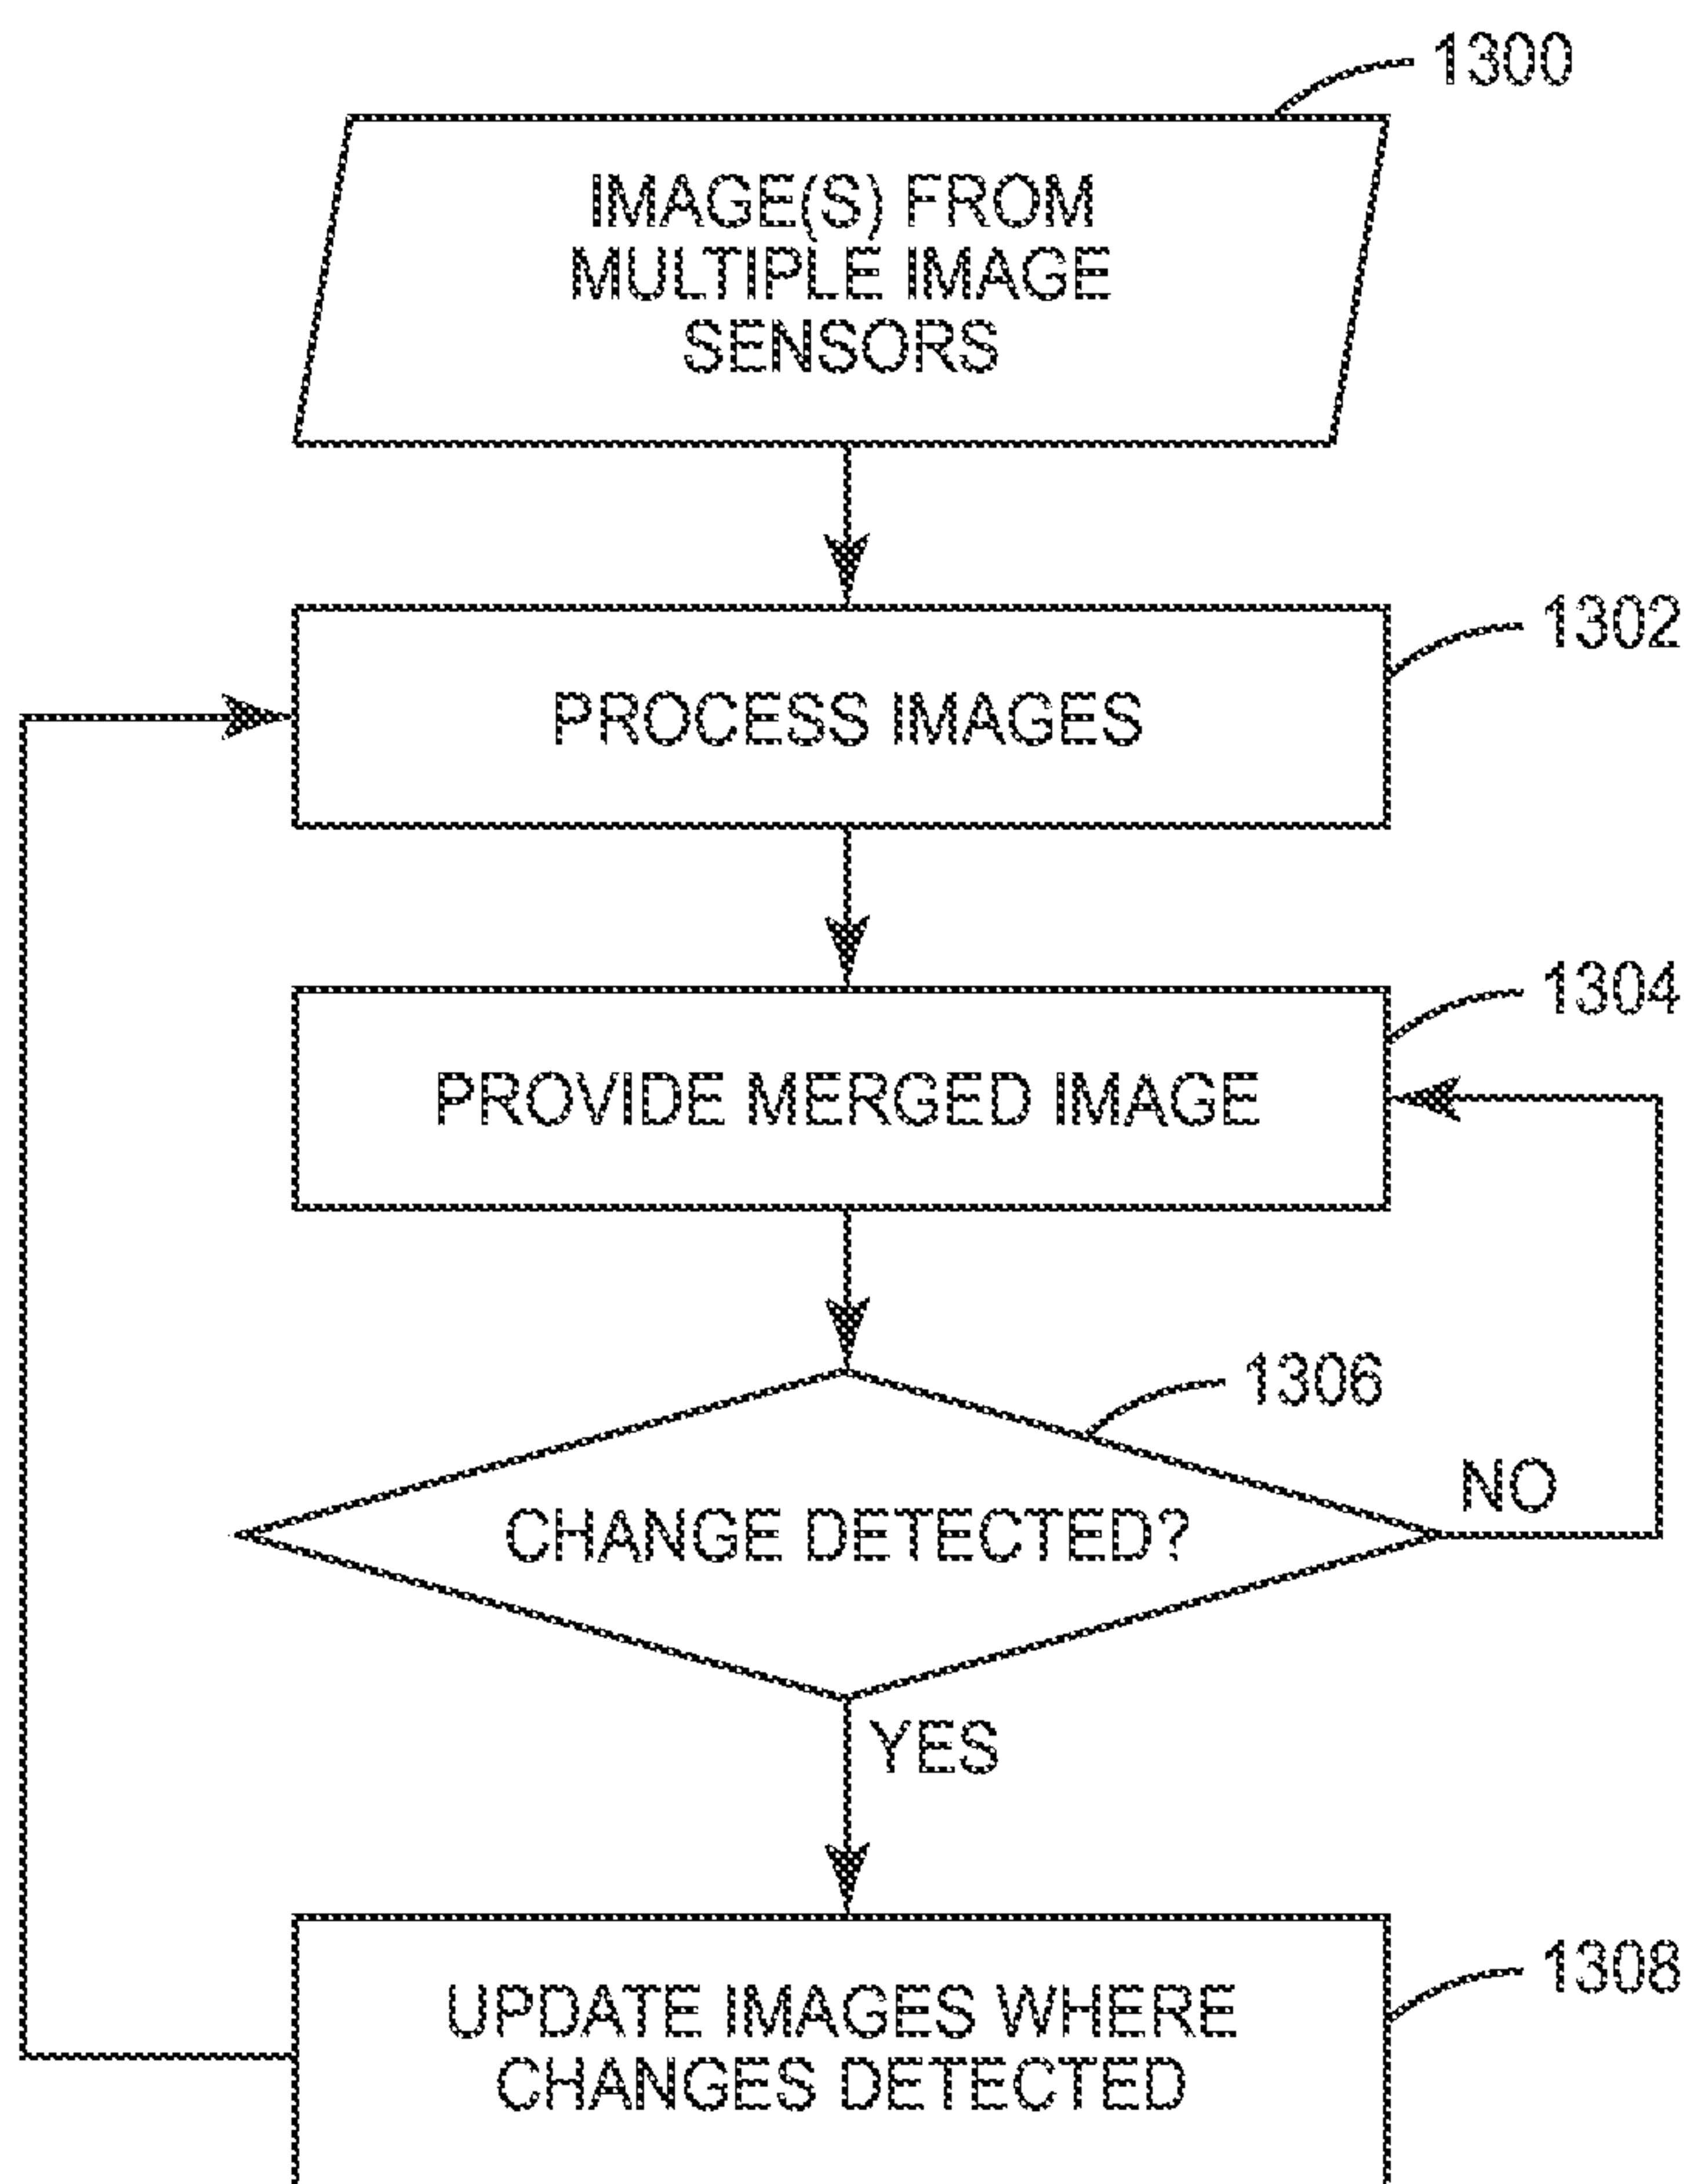 1300
IMAGE(S) FROM
MULTIPLE IMAGE
SENSORS
1302
PROCESS IMAGES
1304
PROVIDE MERGED IMAGE
1306
CHANGE DETECTED?
NO
YES
1308
UPDATE IMAGES WHERE
CHANGES DETECTED